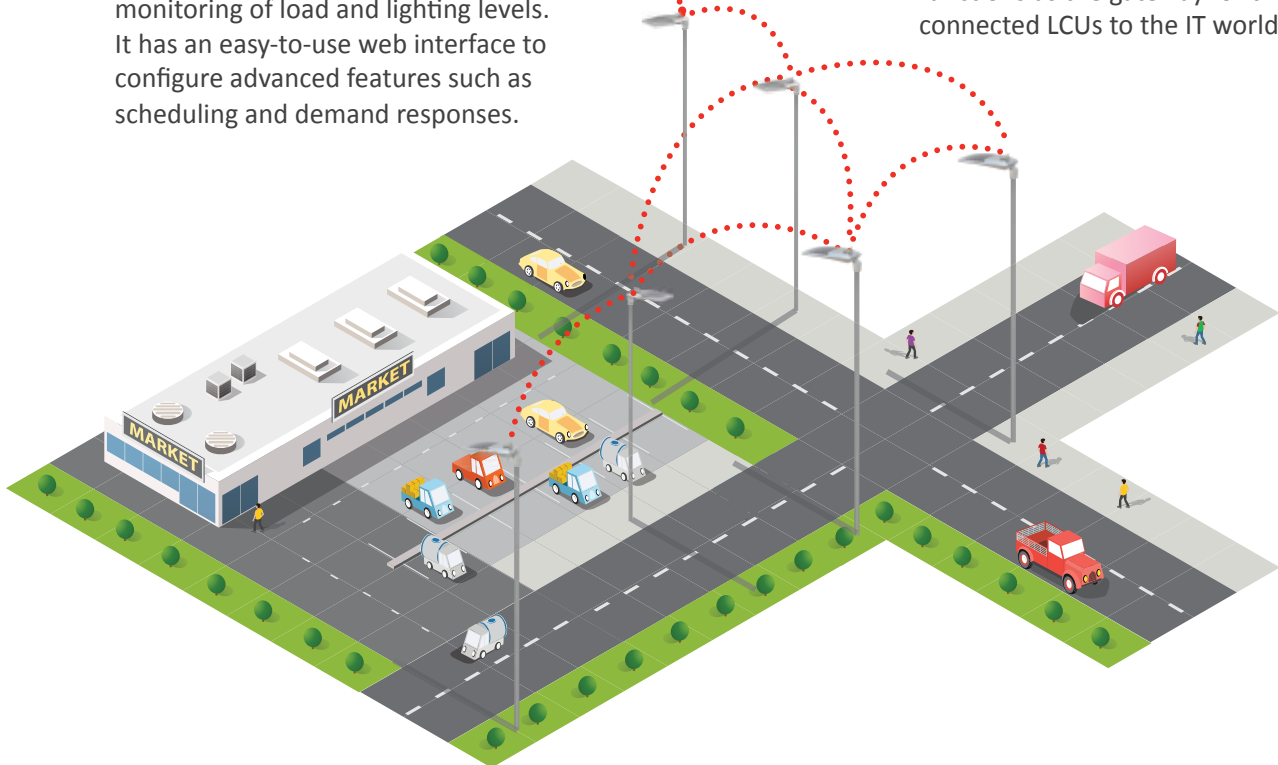 monitoring of load and lighting levels.
It has an easy-to-use web interface to
configure advanced features such as
scheduling and demand responses.
connected LCUs to the IT world
MARKET
MARKET